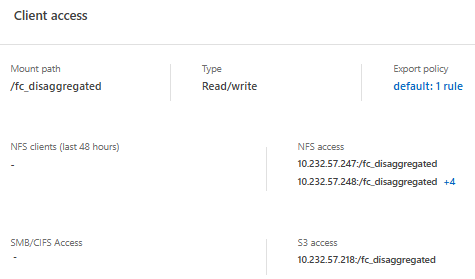 Client access
Mount path
/fc_disaggregated
Type
Read/write
Export policy
default: 1 rule
NFS clients (last 48 hours)
-
NFS access
10.232.57.247:/fc_disaggregated
10.232.57.248:/fc_disaggregated +4
SMB/CIFS Access
-
S3 access
10.232.57.218:/fc_disaggregated